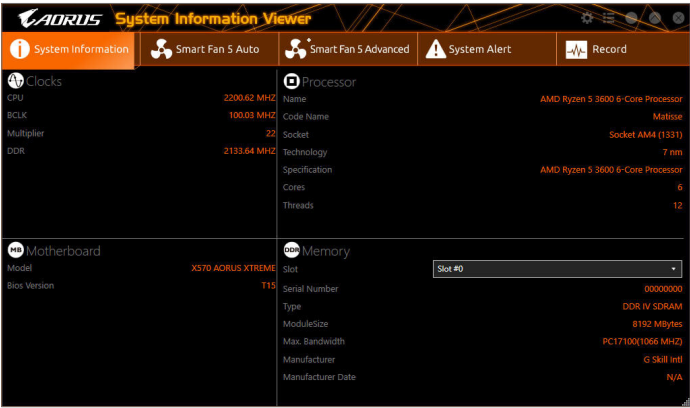 AORUS System Information Viewer
System Information
Smart Fan 5 Auto
Smart Fan 5 Advanced
System Alert
Record
Clocks
CPU 2200.62 MHZ
BCLK 100.03 MHZ
Multiplier 22
DDR 2133.64 MHZ
Processor
Name AMD Ryzen 5 3600 6-Core Processor
Code Name Matisse
Socket Socket AM4 (1331)
Technology 7 nm
Specification AMD Ryzen 5 3600 6-Core Processor
Cores 6
Threads 12
MB Motherboard
Model X570 AORUS XTREME
Bios Version T15
DDR Memory
Slot Slot #0
Serial Number 00000000
Type DDR IV SDRAM
ModuleSize 8192 MBytes
Max. Bandwidth PC17100(1066 MHZ)
Manufacturer G Skill Intl
Manufacturer Date N/A